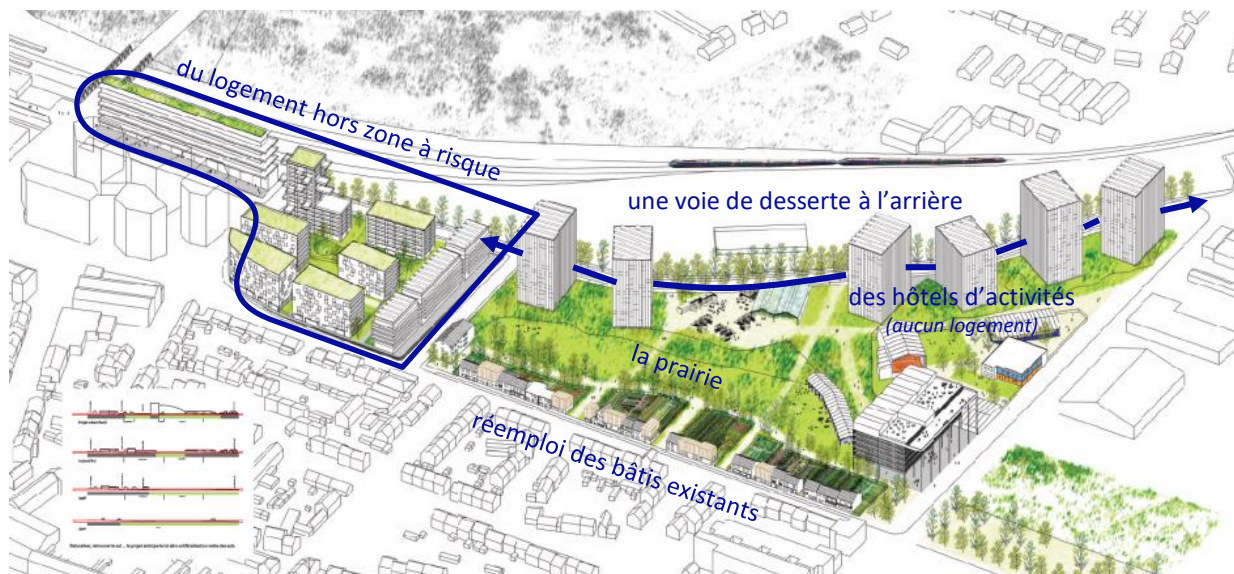 du logement hors zone à risque
une voie de desserte à l'arrière
des hôtels d'activités
(aucun logement)
la prairie
réemploi des bâtis existants